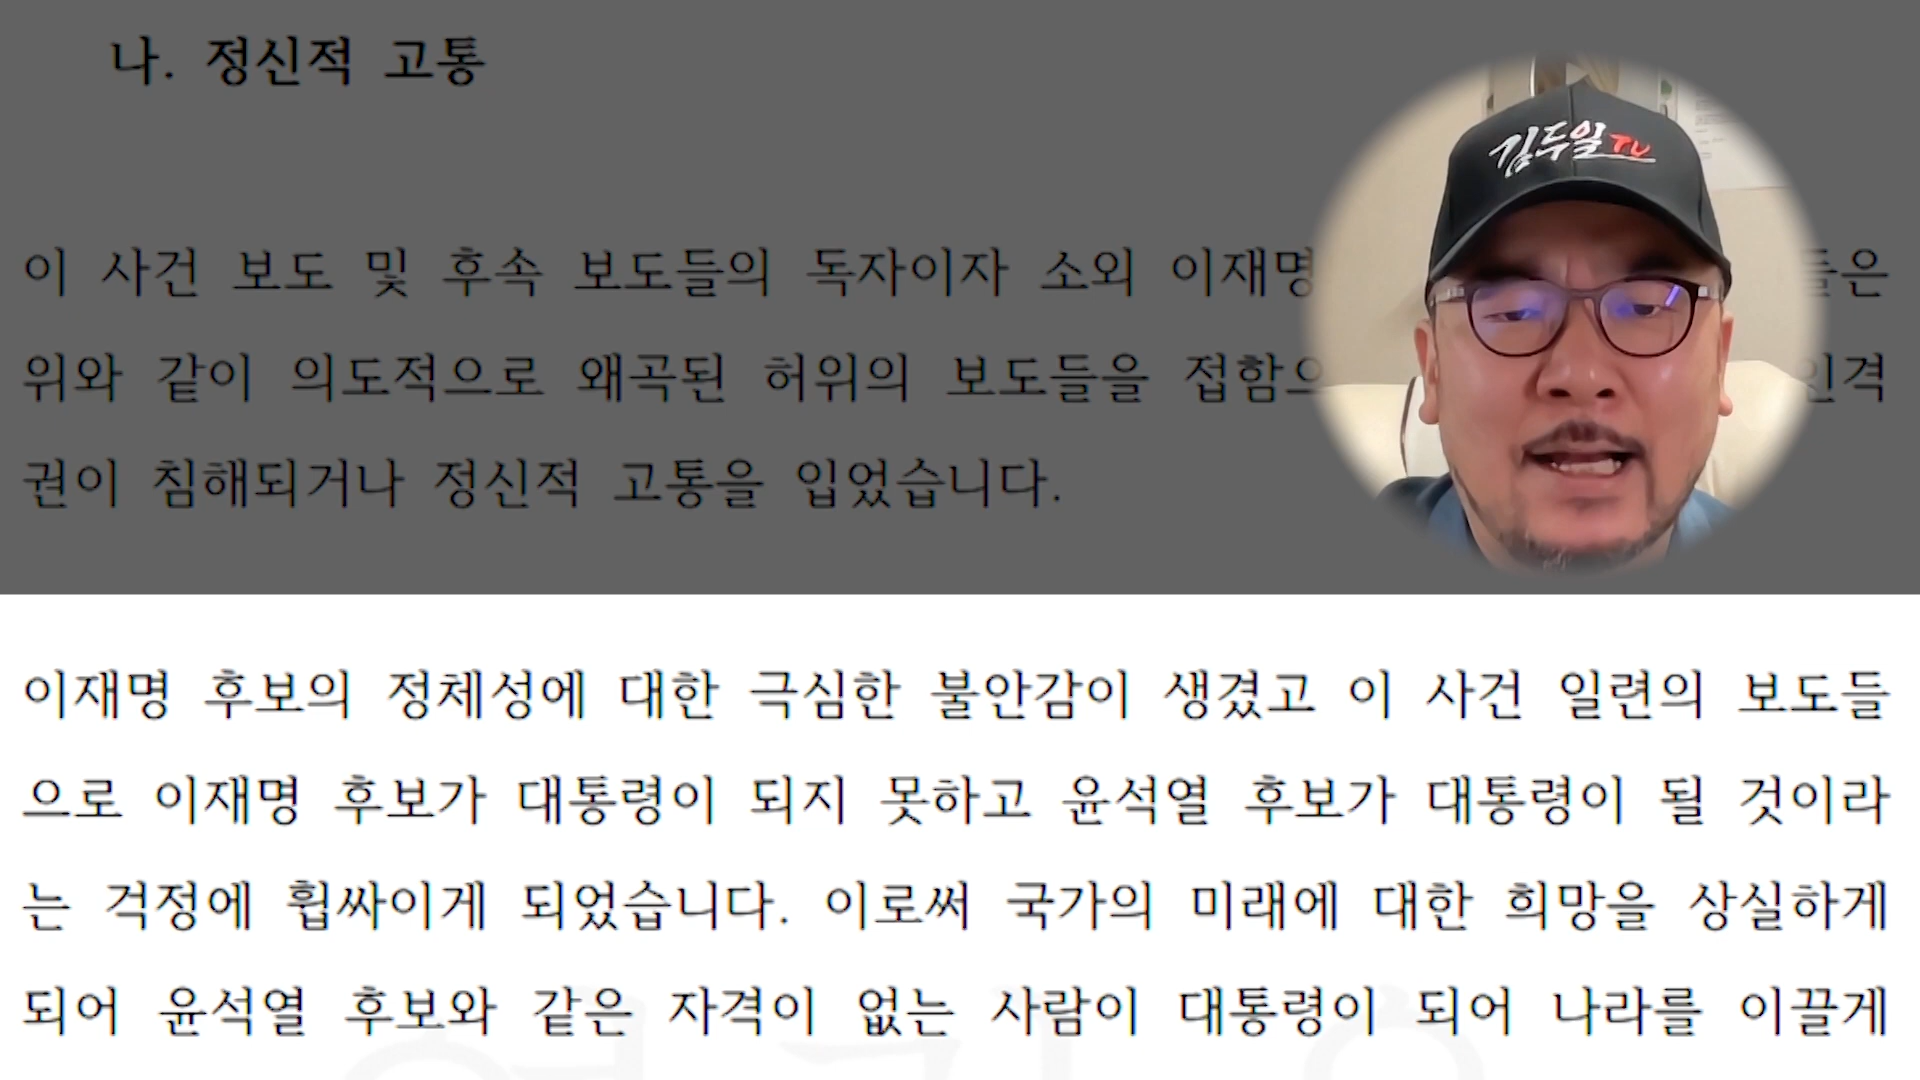 나. 정신적 고통
김두일TV
이 사건 보도 및 후속 보도들의 독자이자 소외 이재명 들은
위와 같이 의도적으로 왜곡된 허위의 보도들을 접함으 인격
권이 침해되거나 정신적 고통을 입었습니다.
이재명 후보의 정체성에 대한 극심한 불안감이 생겼고 이 사건 일련의 보도들
으로 이재명 후보가 대통령이 되지 못하고 윤석열 후보가 대통령이 될 것이라
는 걱정에 휩싸이게 되었습니다. 이로써 국가의 미래에 대한 희망을 상실하게
되어 윤석열 후보와 같은 자격이 없는 사람이 대통령이 되어 나라를 이끌게